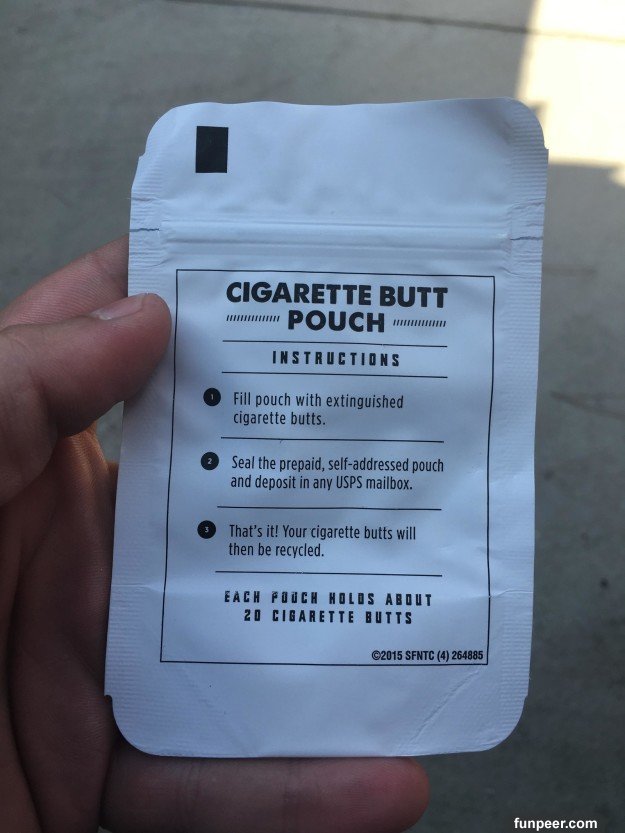 CIGARETTE BUTT
POUCH
INSTRUCTIONS
1 Fill pouch with extinguished
cigarette butts.
2 Seal the prepaid, self-addressed pouch
and deposit in any USPS mailbox.
3 That's it! Your cigarette butts will
then be recycled.
EACH POUCH HOLDS ABOUT
20 CIGARETTE BUTTS
©2015 SFNTC (4) 264885
funpeer.com